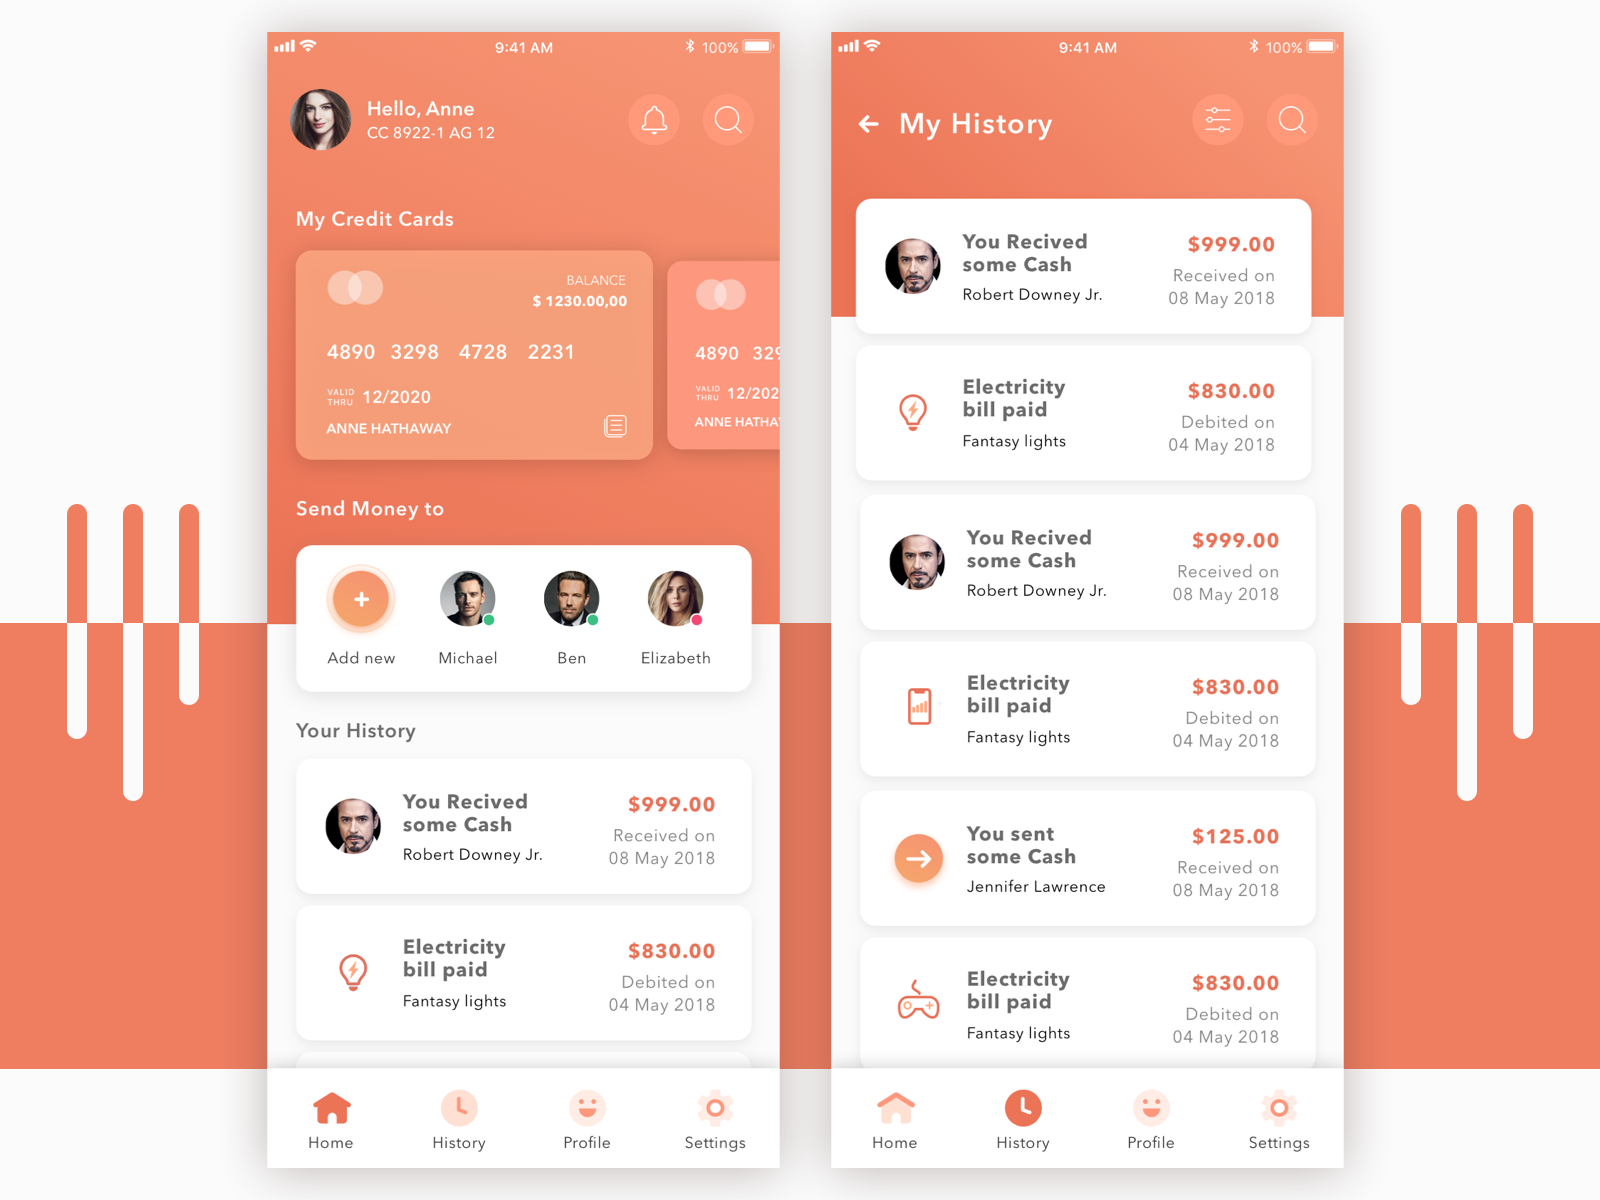 9:41 AM
100%
Hello, Anne
CC 8922-1 AG 12
My Credit Cards
BALANCE
$ 1230.00,00
4890 3298 4728 2231
VALID THRU 12/2020
ANNE HATHAWAY
4890 329
VALID THRU 12/202
ANNE HATHA
Send Money to
+
Add new
Michael
Ben
Elizabeth
Your History
You Recived
some Cash
Robert Downey Jr.
$999.00
Received on
08 May 2018
Electricity
bill paid
Fantasy lights
$830.00
Debited on
04 May 2018
Home
History
Profile
Settings
9:41 AM
100%
My History
You Recived
some Cash
Robert Downey Jr.
$999.00
Received on
08 May 2018
Electricity
bill paid
Fantasy lights
$830.00
Debited on
04 May 2018
You Recived
some Cash
Robert Downey Jr.
$999.00
Received on
08 May 2018
Electricity
bill paid
Fantasy lights
$830.00
Debited on
04 May 2018
You sent
some Cash
Jennifer Lawrence
$125.00
Received on
08 May 2018
Electricity
bill paid
Fantasy lights
$830.00
Debited on
04 May 2018
Home
History
Profile
Settings